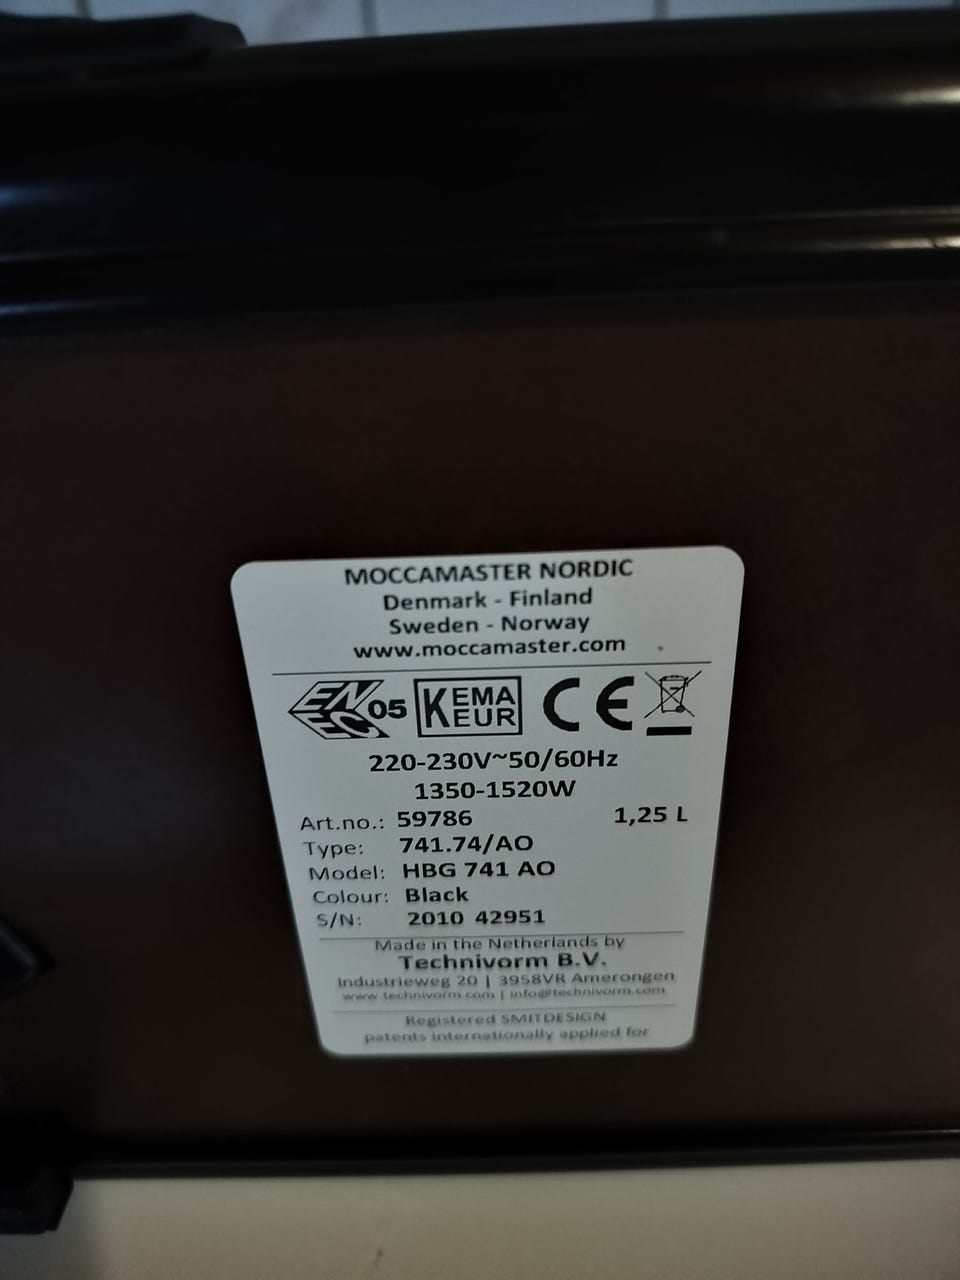 MOCCAMASTER NORDIC
Denmark - Finland
Sweden - Norway
www.moccamaster.com
EN EC 05 KEMA KEUR CE
220-230V~50/60Hz
1350-1520W
Art.no.: 59786 1,25 L
Type: 741.74/AO
Model: HBG 741 AO
Colour: Black
S/N: 2010 42951
Made in the Netherlands by
Technivorm B.V.
Industrieweg 20 | 3958VR Amerongen
www.technivorm.com | info@technivorm.com
Registered SMITDESIGN
patents internationally applied for